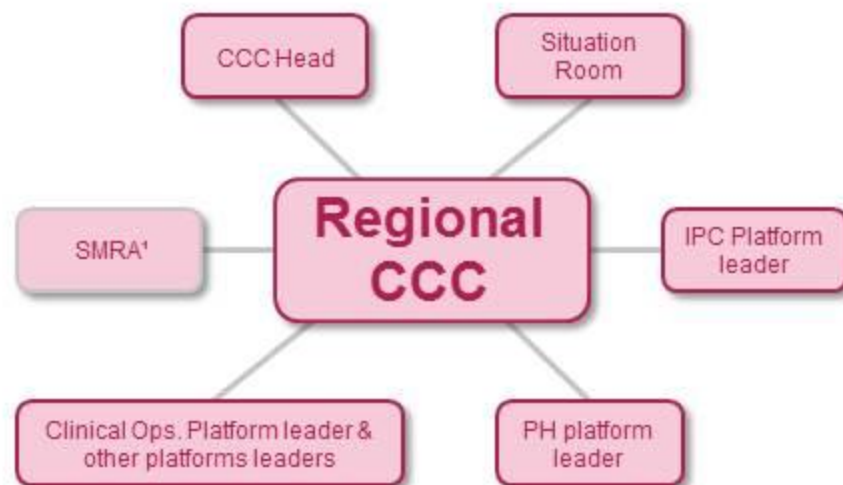 CCC Head
Situation
Room
Regional
CCC
SMRA¹
IPC Platform
leader
Clinical Ops. Platform leader &
other platforms leaders
PH platform
leader